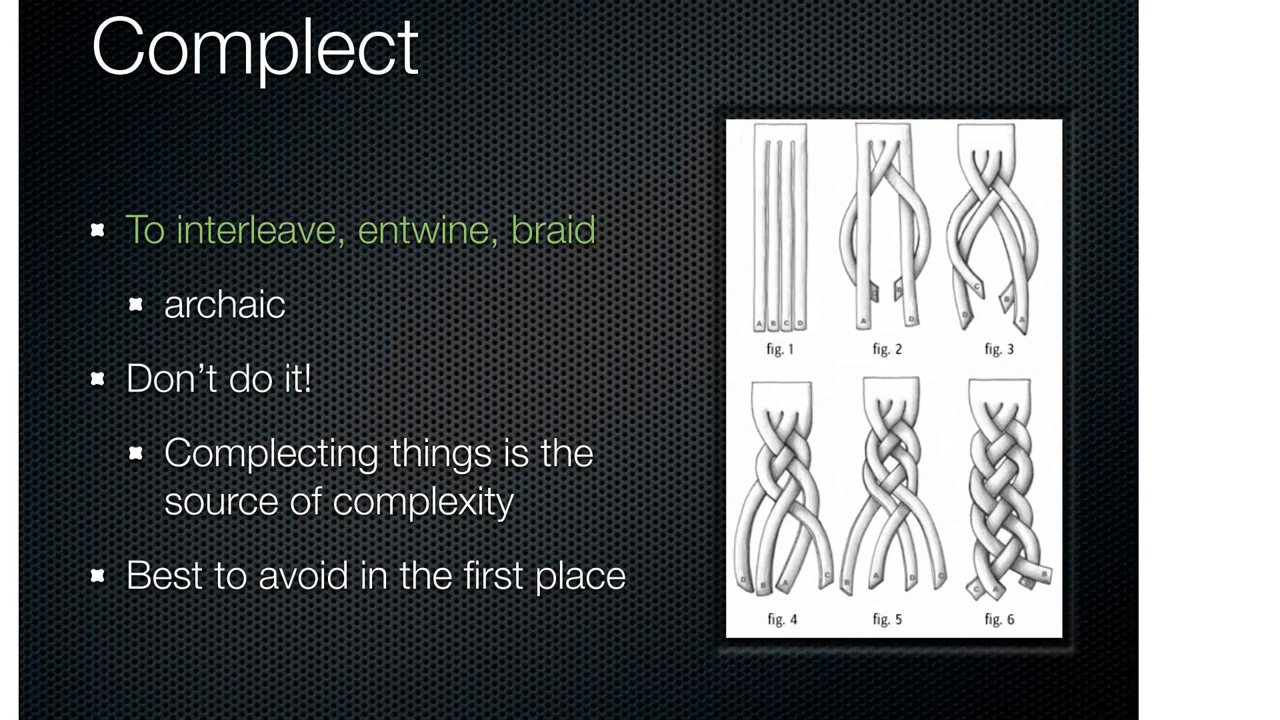 Complect
To interleave, entwine, braid
archaic
Don't do it!
Complecting things is the
source of complexity
Best to avoid in the first place
A B C D
fig. 1
A D
fig. 2
C B D A
fig. 3
D B A C
fig. 4
B A D C
fig. 5
C A D B
fig. 6